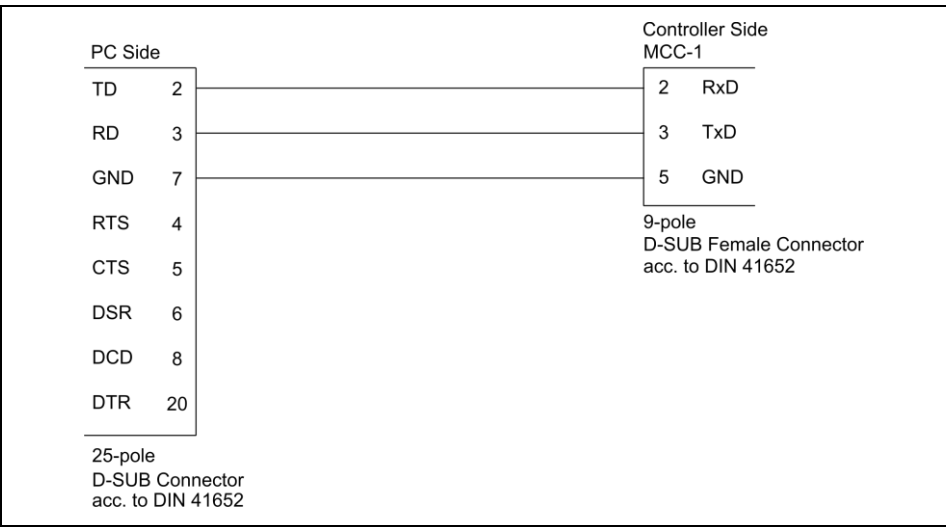 PC Side
TD 2
RD 3
GND 7
RTS 4
CTS 5
DSR 6
DCD 8
DTR 20
25-pole
D-SUB Connector
acc. to DIN 41652
Controller Side
MCC-1
2 RxD
3 TxD
5 GND
9-pole
D-SUB Female Connector
acc. to DIN 41652